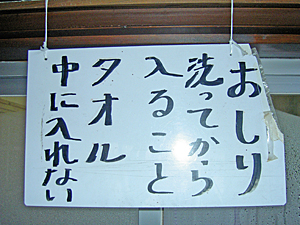 おしり
洗ってから
入ること
タオル
中に入れない